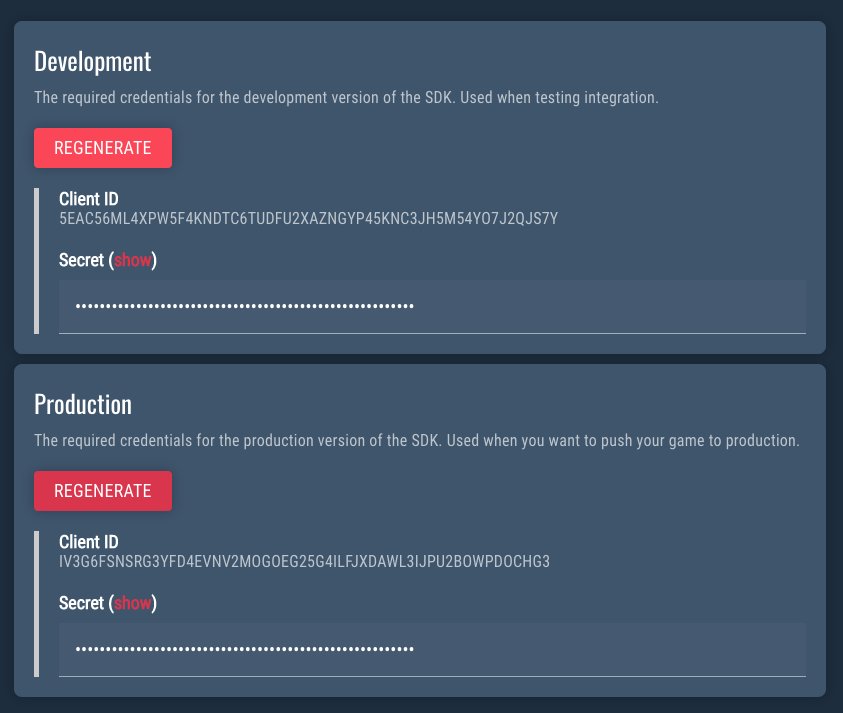 Development
The required credentials for the development version of the SDK. Used when testing integration.
REGENERATE
Client ID
5EAC56ML4XPW5F4KNDTC6TUDFU2XAZNGYP45KNC3JH5M54YO7J2QJS7Y
Secret (show)
••••••••••••••••••••••••••••••••••••••••••••••••••••••••
Production
The required credentials for the production version of the SDK. Used when you want to push your game to production.
REGENERATE
Client ID
IV3G6FSNSRG3YFD4EVNV2MOGOEG25G4ILFJXDAWL3IJPU2BOWPDOCHG3
Secret (show)
••••••••••••••••••••••••••••••••••••••••••••••••••••••••